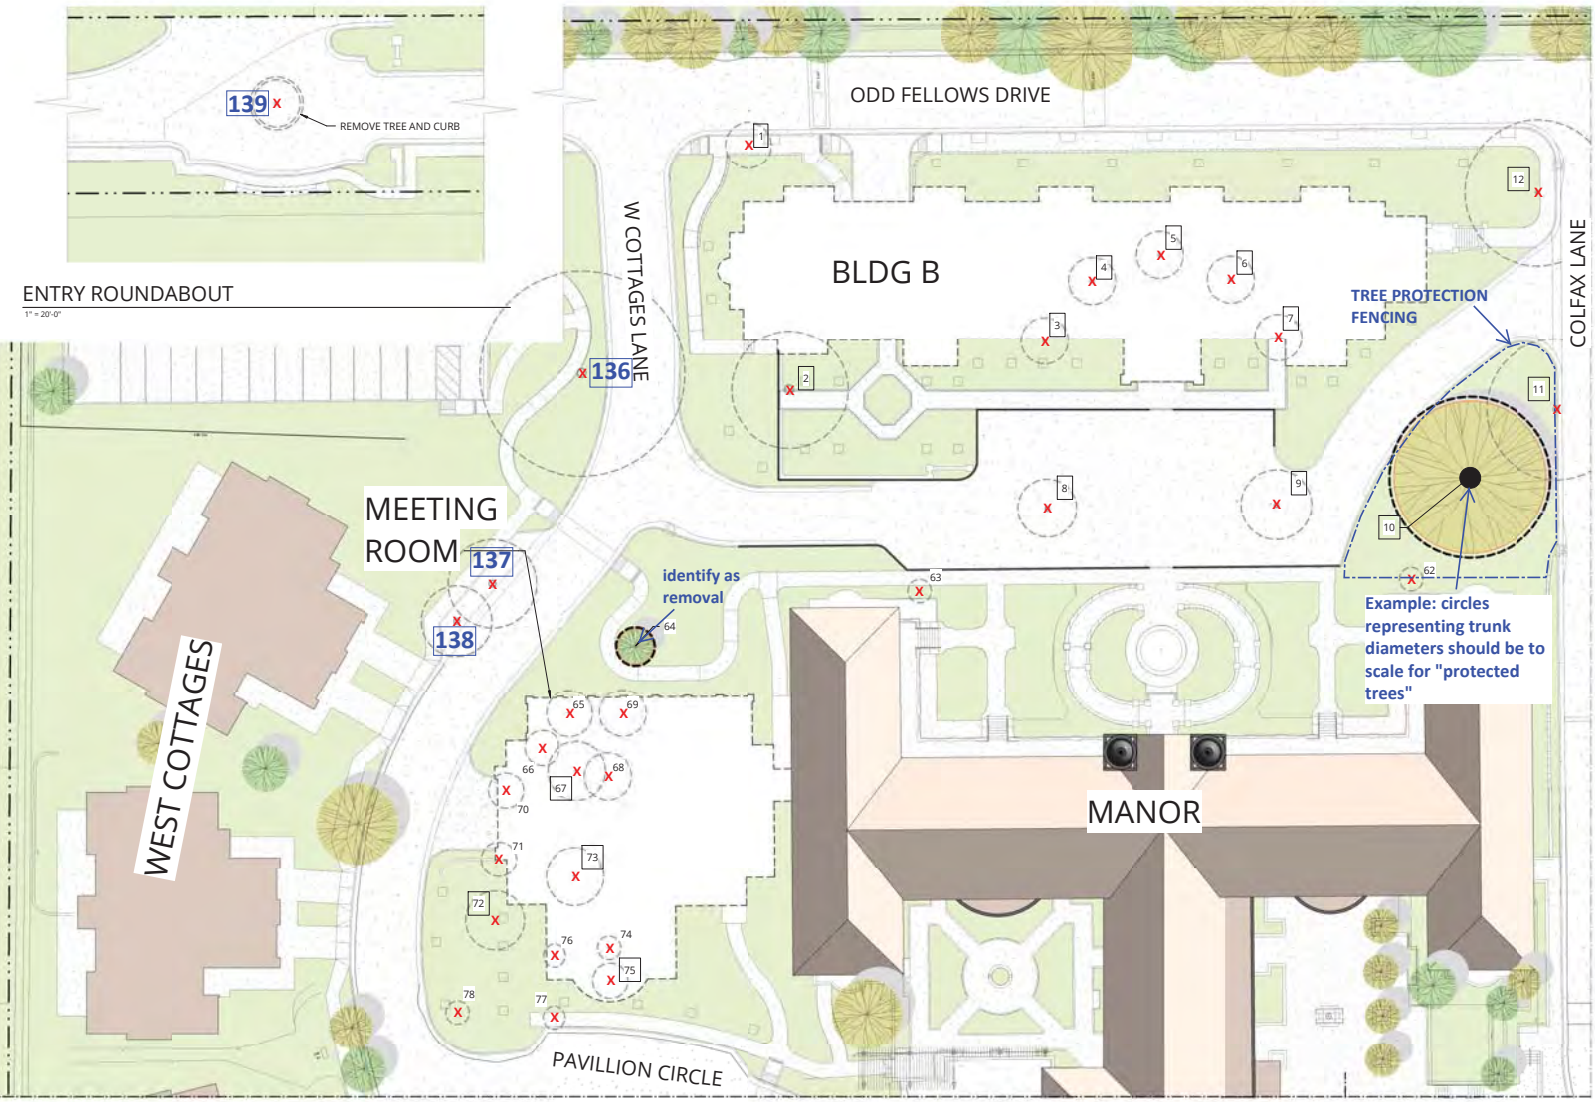 139
REMOVE TREE AND CURB
ENTRY ROUNDABOUT
1" = 20'-0"
ODD FELLOWS DRIVE
1
12
W COTTAGES LANE
COLFAX LANE
5
4
6
BLDG B
TREE PROTECTION
FENCING
3
7
136
2
11
MEETING
ROOM
8
9
10
137
138
identify as
removal
64
63
62
Example: circles
representing trunk
diameters should be to
scale for "protected
trees"
WEST COTTAGES
65
69
66
67
68
70
MANOR
71
73
72
76
74
75
78
77
PAVILLION CIRCLE